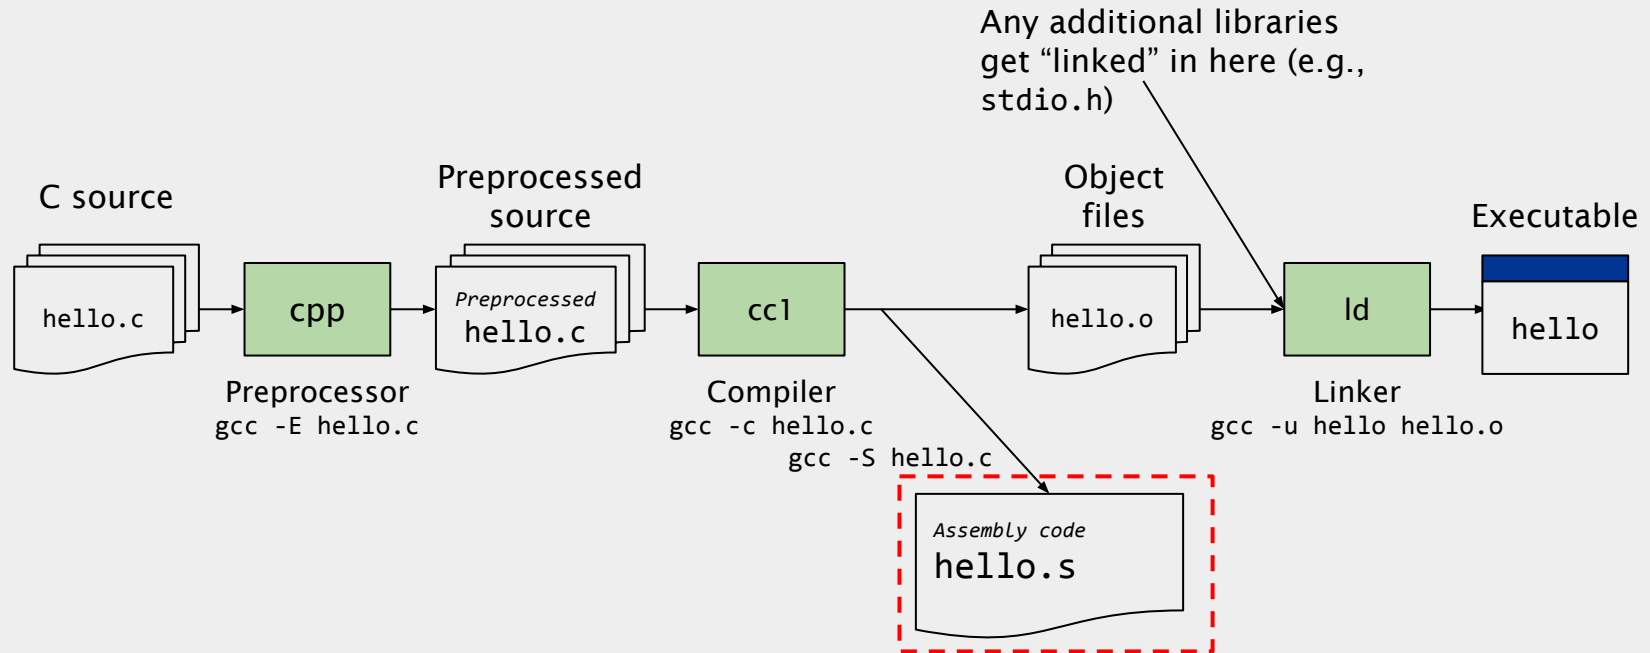 Any additional libraries
get “linked” in here (e.g.,
stdio.h)
C source
Preprocessed
source
Object
files
Executable
hello.c
cpp
Preprocessed
hello.c
cc1
hello.o
ld
hello
Preprocessor
gcc -E hello.c
Compiler
gcc -c hello.c
gcc -S hello.c
Linker
gcc -u hello hello.o
Assembly code
hello.s